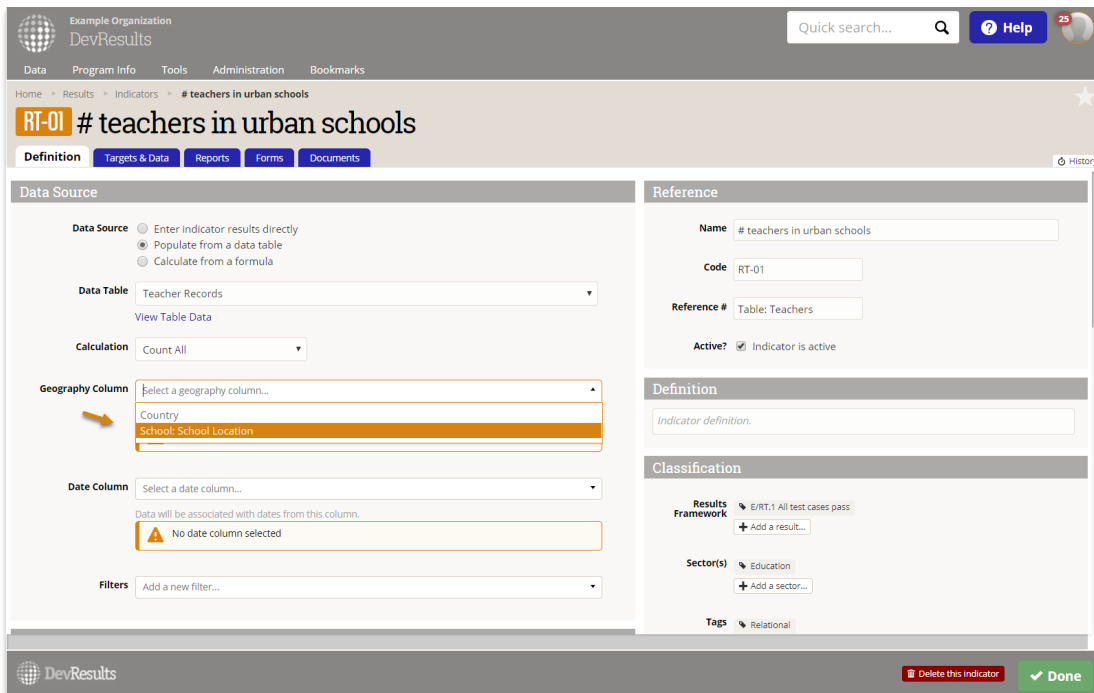 Example Organization
DevResults
Quick search...
Help
25
Data Program Info Tools Administration Bookmarks
Home Results Indicators # teachers in urban schools
RT-01 # teachers in urban schools
Definition Targets & Data Reports Forms Documents
History
Data Source
Data Source
Enter indicator results directly
Populate from a data table
Calculate from a formula
Data Table Teacher Records
View Table Data
Calculation Count All
Geography Column Select a geography column...
Country
School: School Location
Date Column Select a date column...
Data will be associated with dates from this column.
No date column selected
Filters Add a new filter...
Reference
Name # teachers in urban schools
Code RT-01
Reference # Table: Teachers
Active? Indicator is active
Definition
Indicator definition.
Classification
Results Framework E/RT.1 All test cases pass
Add a result...
Sector(s) Education
Add a sector...
Tags Relational
DevResults
Delete this indicator
Done